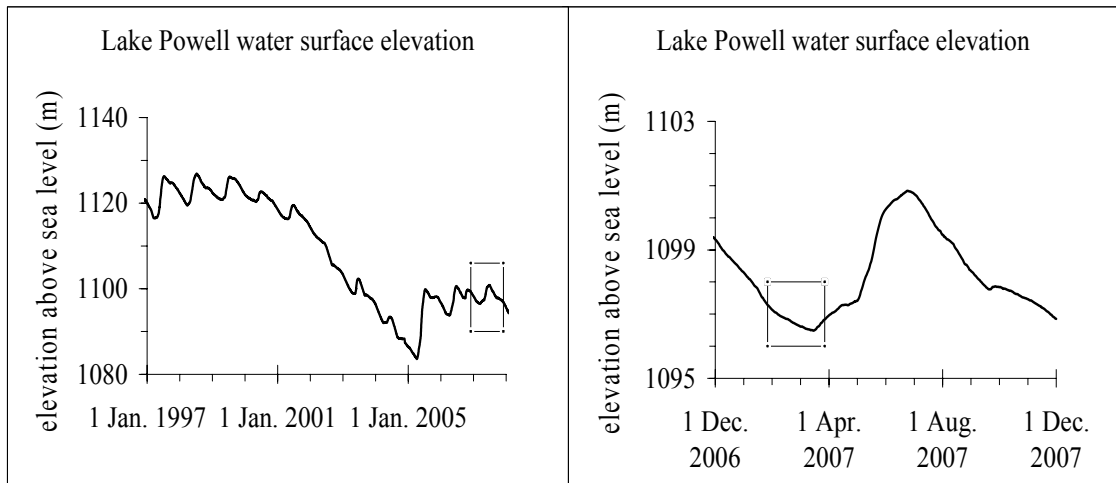 Lake Powell water surface elevation
elevation above sea level (m)
1140
1120
1100
1080
1 Jan. 1997 1 Jan. 2001 1 Jan. 2005
Lake Powell water surface elevation
elevation above sea level (m)
1103
1099
1095
1 Dec. 1 Apr. 1 Aug. 1 Dec.
2006 2007 2007 2007